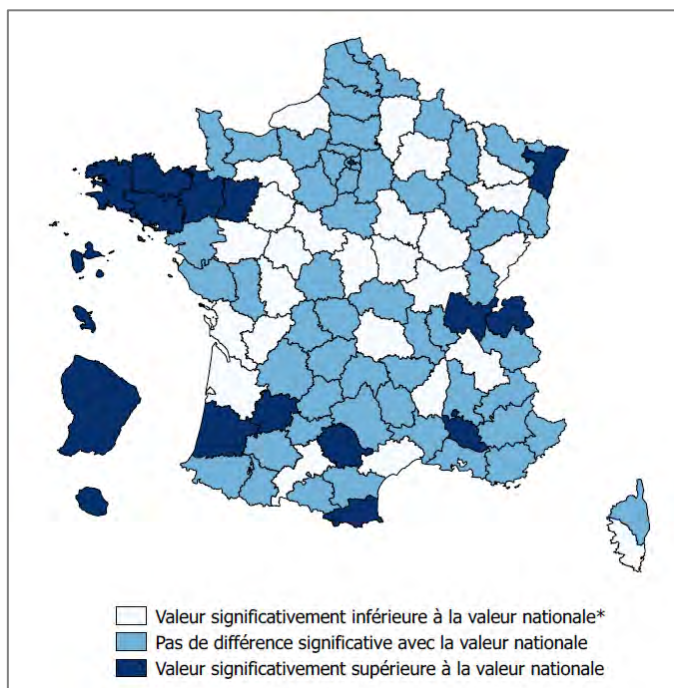 Valeur significativement inférieure à la valeur nationale*
Pas de différence significative avec la valeur nationale
Valeur significativement supérieure à la valeur nationale